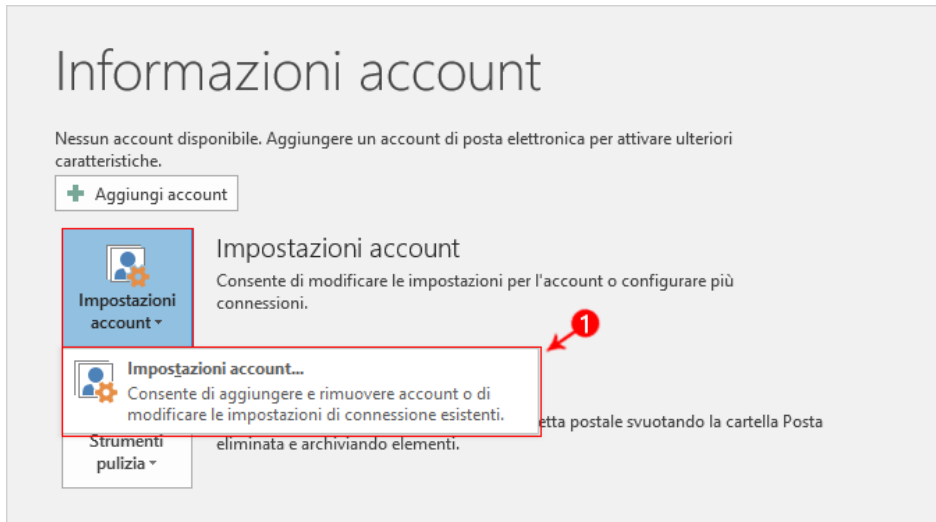 Informazioni account
Nessun account disponibile. Aggiungere un account di posta elettronica per attivare ulteriori
caratteristiche.
Aggiungi account
Impostazioni
account
Impostazioni account
Consente di modificare le impostazioni per l'account o configurare più
connessioni.
1
Impostazioni account...
Consente di aggiungere e rimuovere account o di
modificare le impostazioni di connessione esistenti.
etta postale svuotando la cartella Posta
eliminata e archiviando elementi.
Strumenti
pulizia